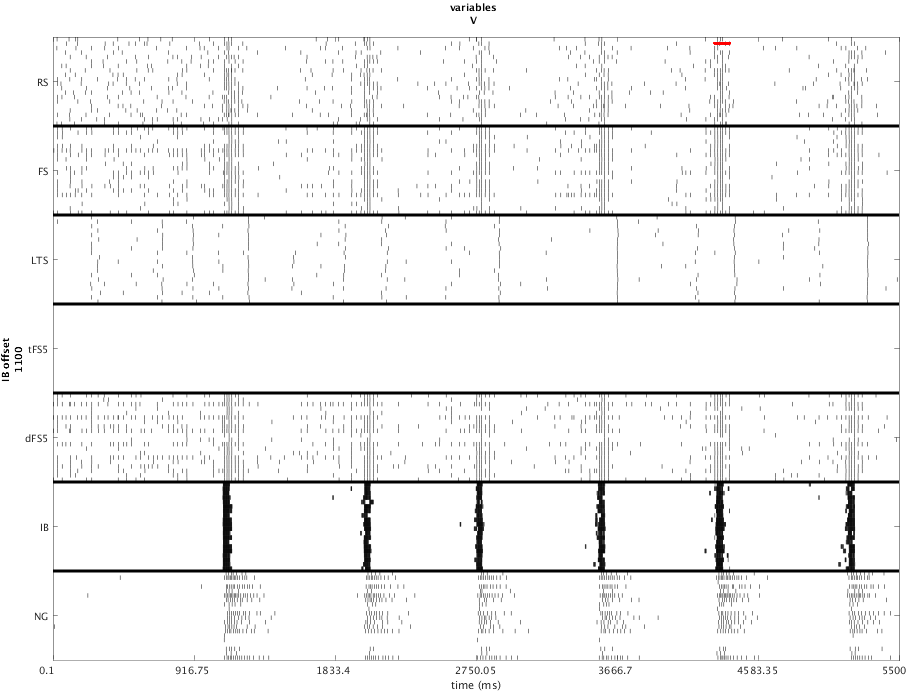 variables
V
RS
FS
LTS
IB offset
1100
tFS5
dFS5
IB
NG
0.1 916.75 1833.4 2750.05 3666.7 4583.35 5500
time (ms)